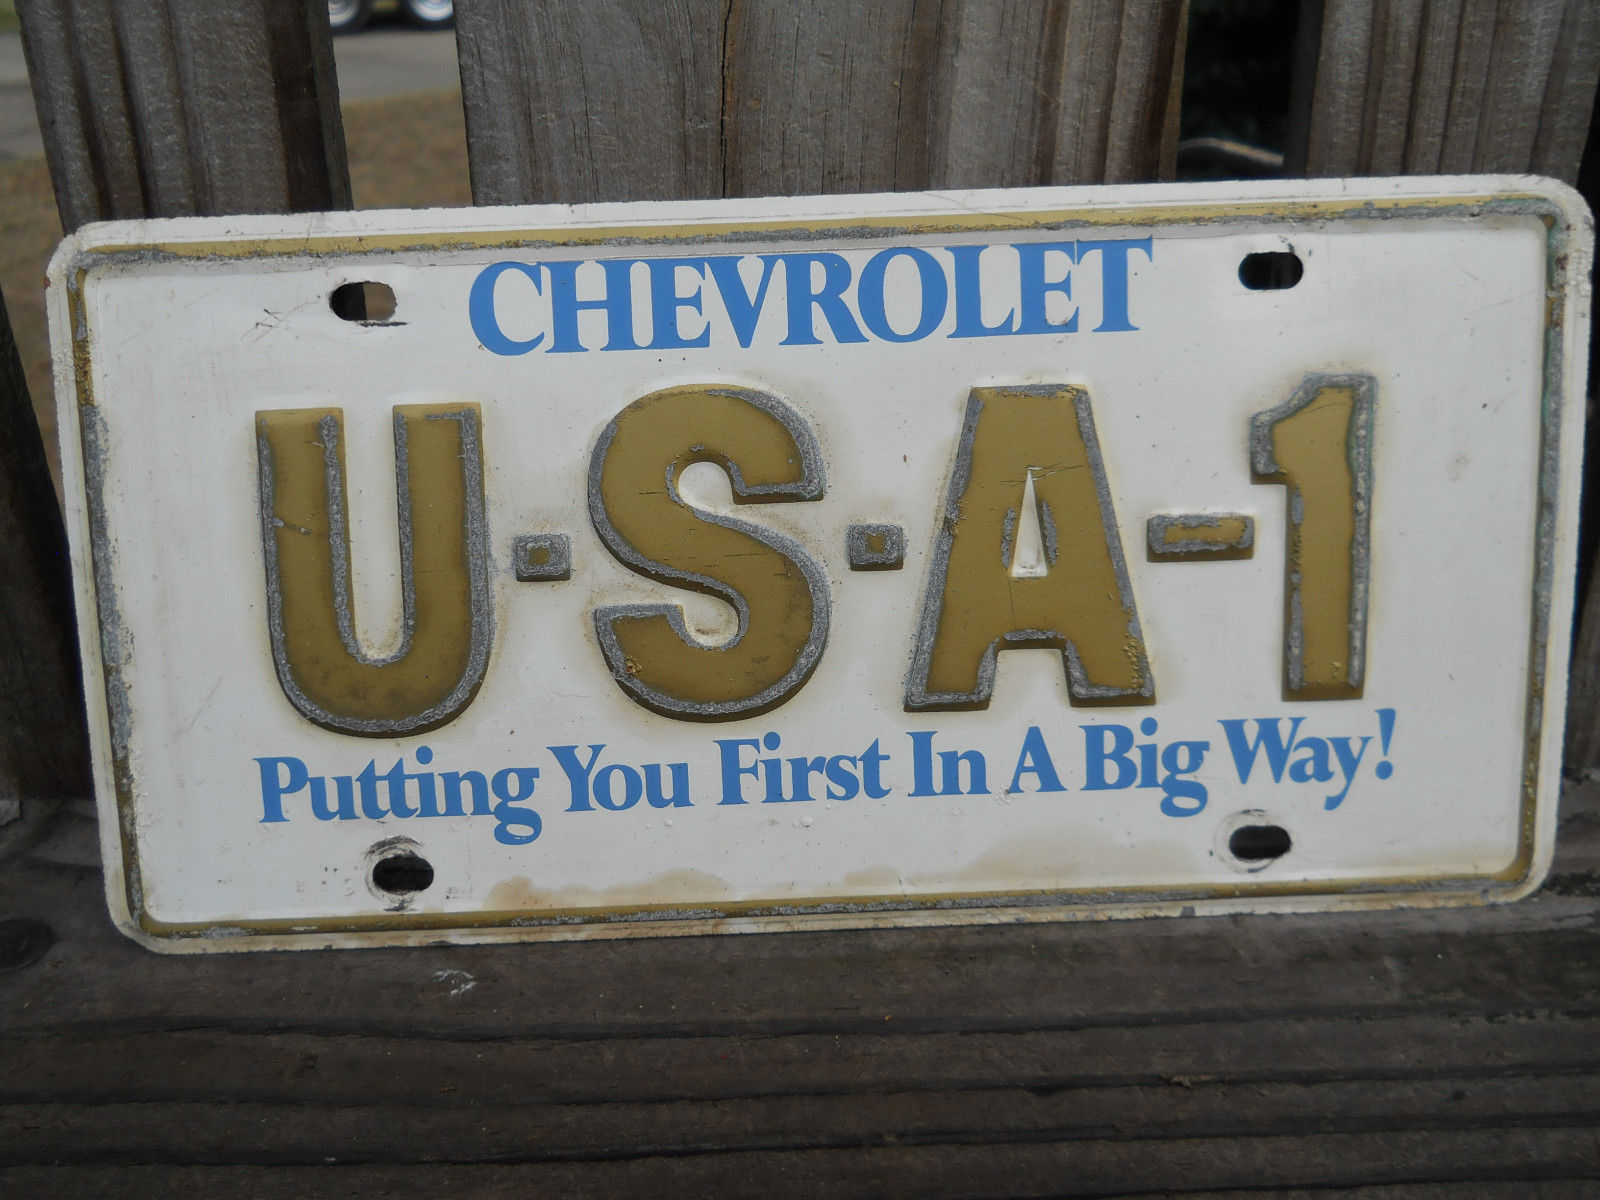 CHEVROLET
U·S·A-1
Putting You First In A Big Way!